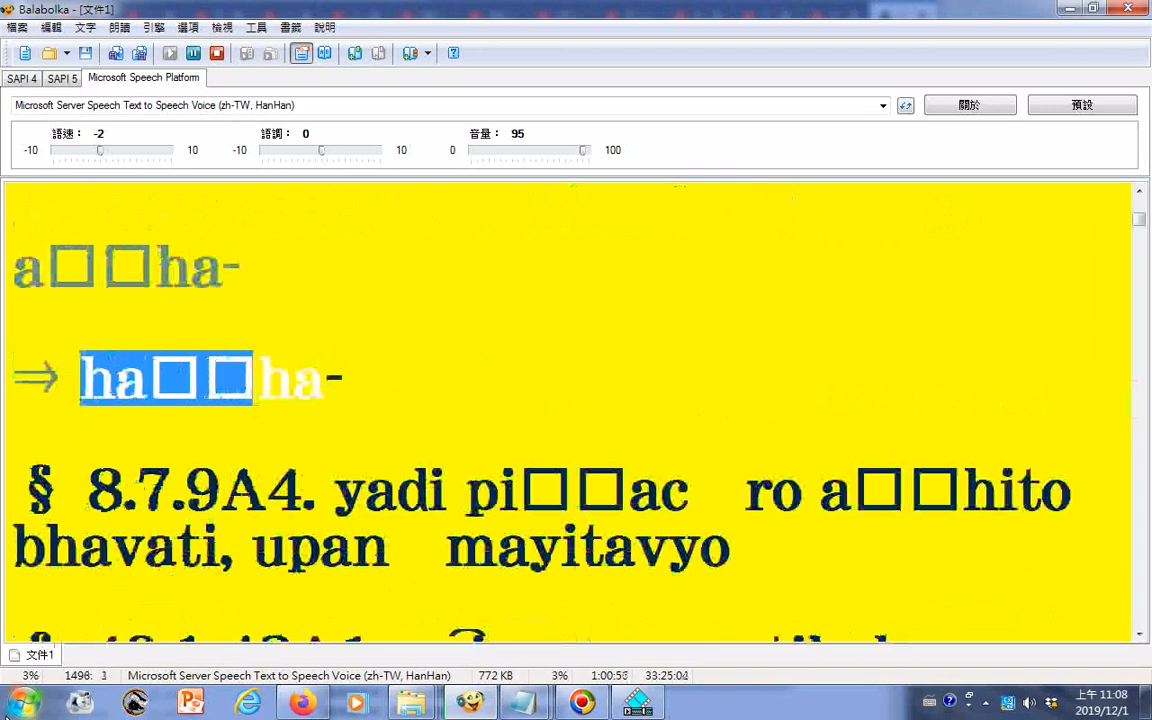 Balabolka - [文件1]
檔案 編輯 文字 朗讀 引擎 選項 檢視 工具 書籤 說明
SAPI 4 SAPI 5 Microsoft Speech Platform
Microsoft Server Speech Text to Speech Voice (zh-TW, HanHan) 關於 預設
語速： -2 語調： 0 音量： 95
-10 10 -10 10 0 100
a□□ha-
⇒ ha□□ha-
§ 8.7.9A4. yadi pi□□ac ro a□□hito
bhavati, upan mayitavyo
文件1
3% 1498: 1 Microsoft Server Speech Text to Speech Voice (zh-TW, HanHan) 772 KB 3% 33:25:04
上午 11:08
2019/12/1